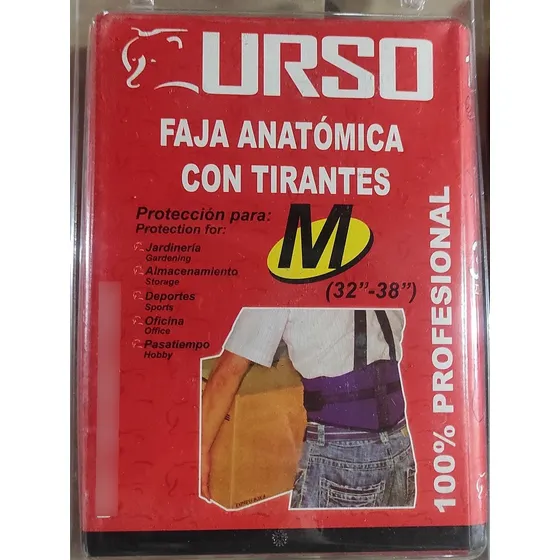 URSO
FAJA ANATÓMICA
CON TIRANTES
Protección para:
Protection for:
M
(32"-38")
Jardinería
Gardening
Almacenamiento
Storage
Deportes
Sports
Oficina
Office
Pasatiempo
Hobby
100% PROFESIONAL